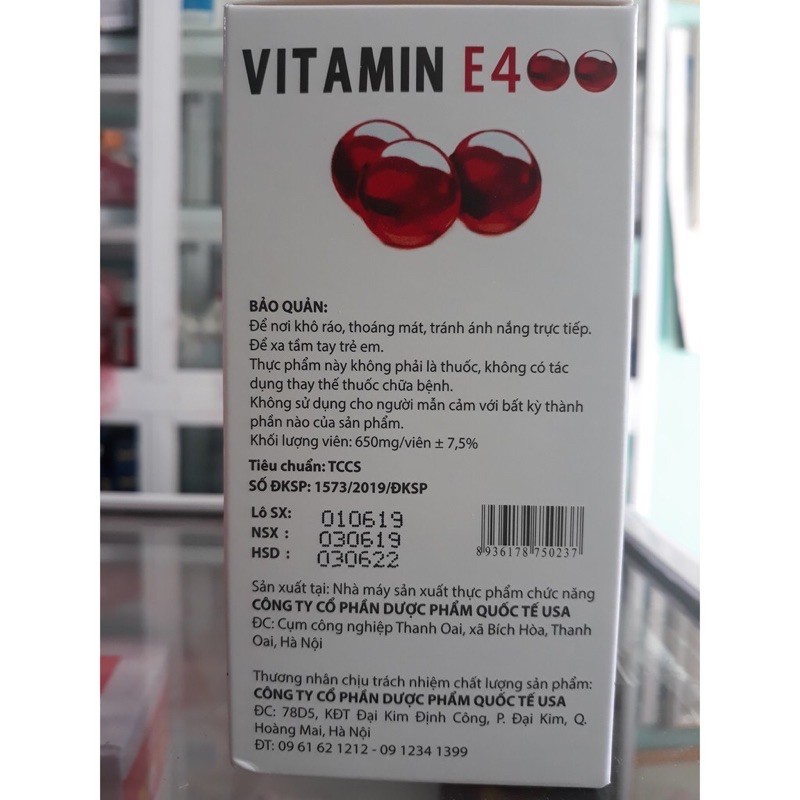 VITAMIN E400
BẢO QUẢN:
Để nơi khô ráo, thoáng mát, tránh ánh nắng trực tiếp.
Để xa tầm tay trẻ em.
Thực phẩm này không phải là thuốc, không có tác
dụng thay thế thuốc chữa bệnh.
Không sử dụng cho người mẫn cảm với bất kỳ thành
phần nào của sản phẩm.
Khối lượng viên: 650mg/viên ± 7,5%
Tiêu chuẩn: TCCS
SỐ ĐKSP: 1573/2019/ĐKSP
Lô SX: 010619
NSX : 030619
HSD : 030622
8 936178 750237
Sản xuất tại: Nhà máy sản xuất thực phẩm chức năng
CÔNG TY CỔ PHẦN DƯỢC PHẨM QUỐC TẾ USA
ĐC: Cụm công nghiệp Thanh Oai, xã Bích Hòa, Thanh
Oai, Hà Nội
Thương nhân chịu trách nhiệm chất lượng sản phẩm:
CÔNG TY CỔ PHẦN DƯỢC PHẨM QUỐC TẾ USA
ĐC: 78D5, KĐT Đại Kim Định Công, P. Đại Kim, Q.
Hoàng Mai, Hà Nội
ĐT: 09 61 62 1212 - 09 1234 1399